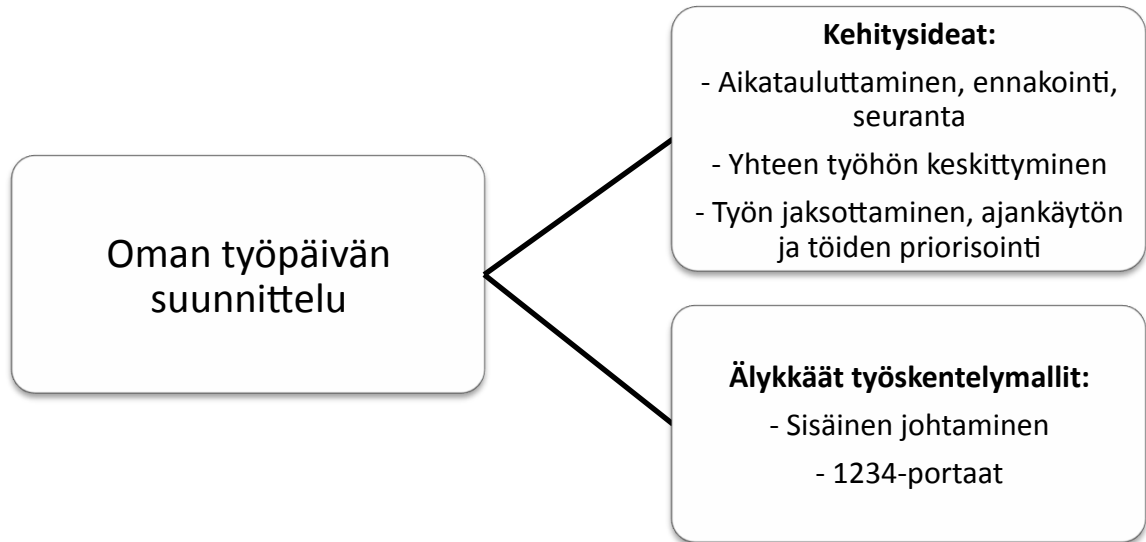 Oman työpäivän
suunnittelu
Kehitysideat:
- Aikatauluttaminen, ennakointi,
seuranta
- Yhteen työhön keskittyminen
- Työn jaksottaminen, ajankäytön
ja töiden priorisointi
Älykkäät työskentelymallit:
- Sisäinen johtaminen
- 1234-portaat